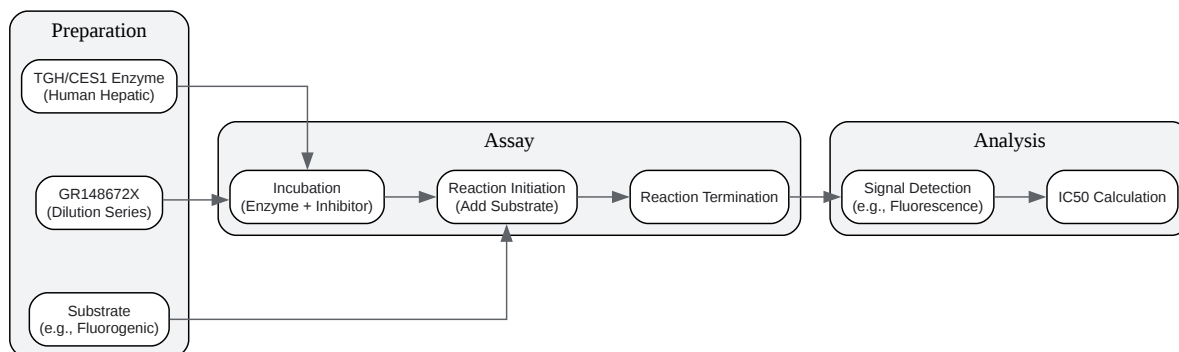 Preparation
TGH/CES1 Enzyme
(Human Hepatic)
GR148672X
(Dilution Series)
Substrate
(e.g., Fluorogenic)
Assay
Incubation
(Enzyme + Inhibitor)
Reaction Initiation
(Add Substrate)
Reaction Termination
Analysis
Signal Detection
(e.g., Fluorescence)
IC50 Calculation